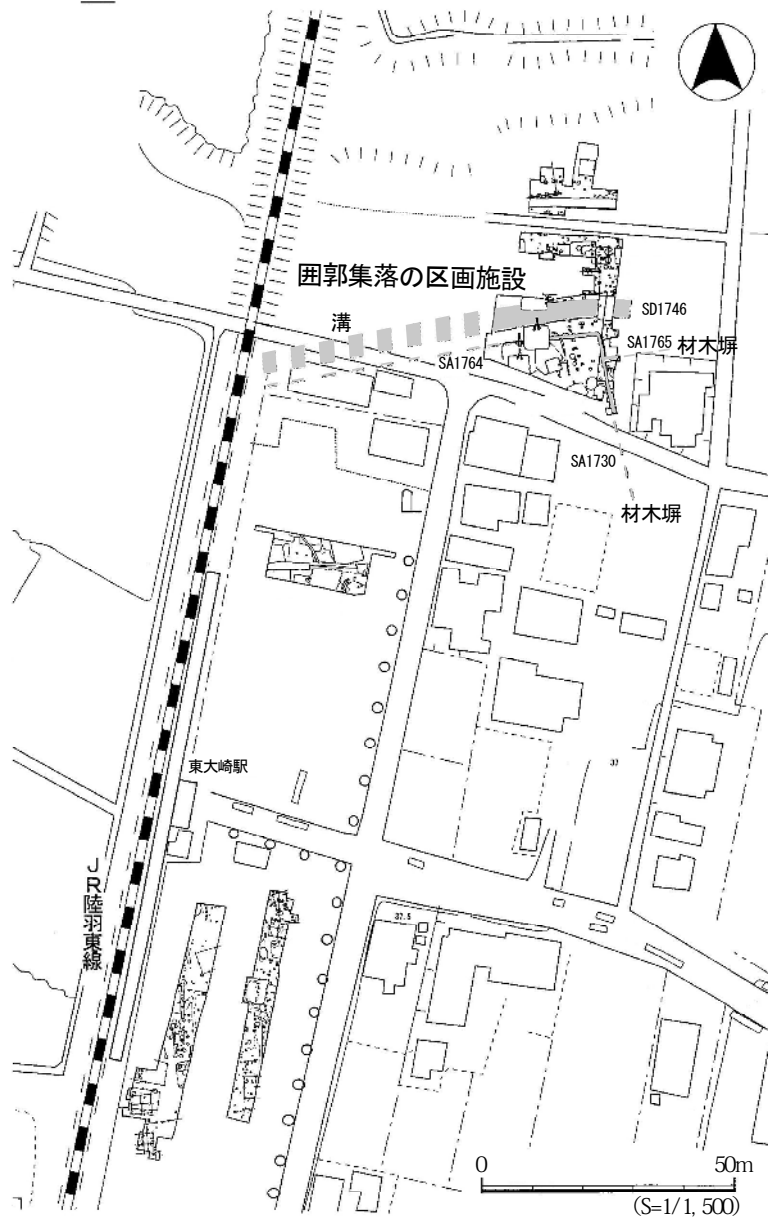 囲郭集落の区画施設
溝
SD1746
SA1765 材木塀
SA1764
SA1730
材木塀
37
東大崎駅
JR陸羽東線
37.5
0 50m
(S=1/1,500)